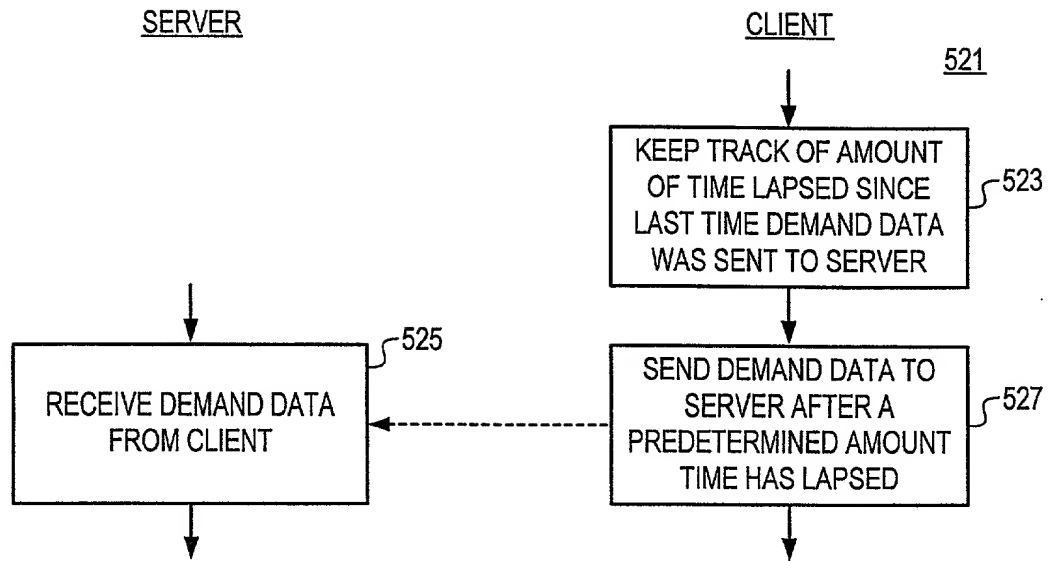 SERVER
CLIENT
521
KEEP TRACK OF AMOUNT
OF TIME LAPSED SINCE
LAST TIME DEMAND DATA
WAS SENT TO SERVER
523
525
RECEIVE DEMAND DATA
FROM CLIENT
SEND DEMAND DATA TO
SERVER AFTER A
PREDETERMINED AMOUNT
TIME HAS LAPSED
527